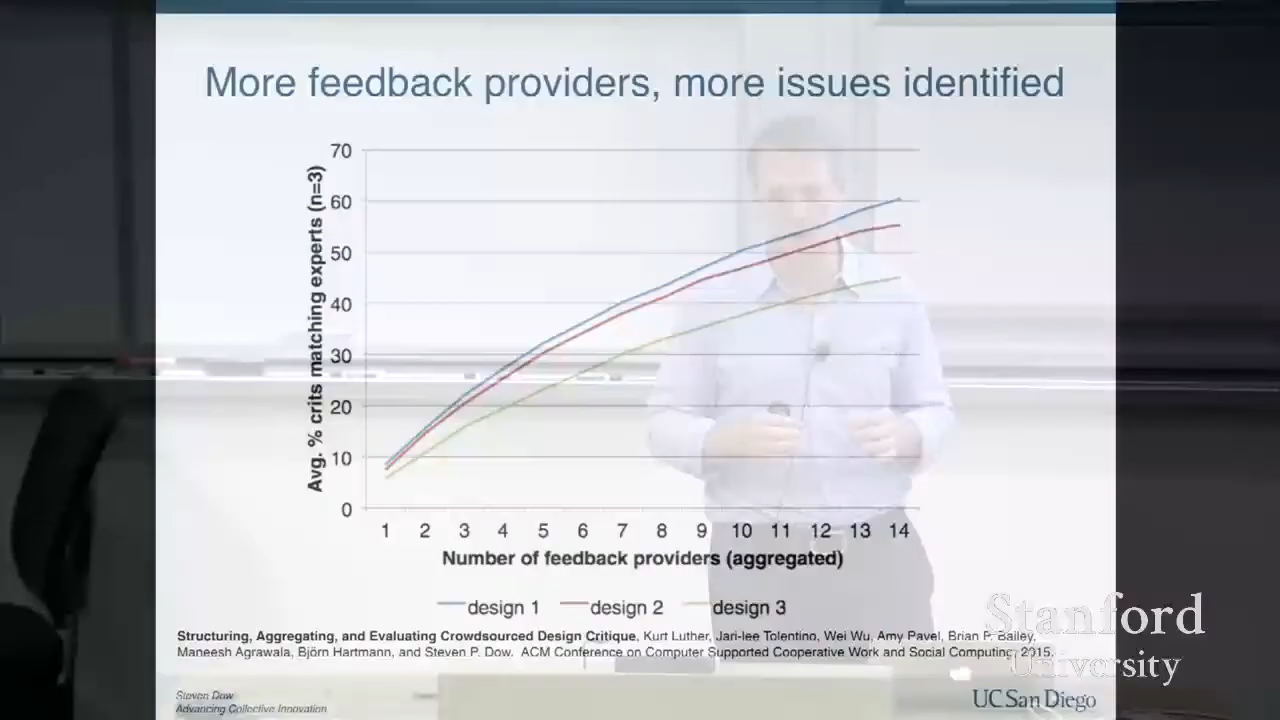 More feedback providers, more issues identified
70
60
50
40
30
20
10
0
Avg. % crits matching experts (n=3)
1 2 3 4 5 6 7 8 9 10 11 12 13 14
Number of feedback providers (aggregated)
design 1 design 2 design 3
Structuring, Aggregating, and Evaluating Crowdsourced Design Critique, Kurt Luther, Jari-lee Tolentino, Wei Wu, Amy Pavel, Brian P. Bailey,
Maneesh Agrawala, Björn Hartmann, and Steven P. Dow. ACM Conference on Computer Supported Cooperative Work and Social Computing, 2015.
Stanford
University
Steven Dow
Advancing Collective Innovation
UC San Diego